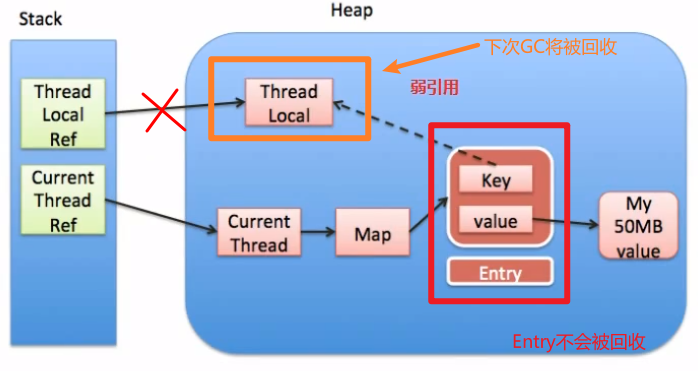 Stack
Heap
下次GC将被回收
Thread
Local
Ref
Thread
Local
弱引用
Current
Thread
Ref
Key
value
Current
Thread
Map
My
50MB
value
Entry
Entry不会被回收